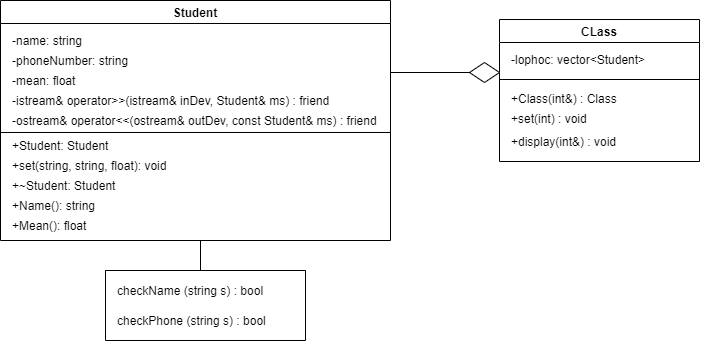 Student
-name: string
-phoneNumber: string
-mean: float
-istream& operator>>(istream& inDev, Student& ms) : friend
-ostream& operator<<(ostream& outDev, const Student& ms) : friend
+Student: Student
+set(string, string, float): void
+~Student: Student
+Name(): string
+Mean(): float
checkName (string s) : bool
checkPhone (string s) : bool
CLass
-lophoc: vector<Student>
+Class(int&) : Class
+set(int) : void
+display(int&) : void